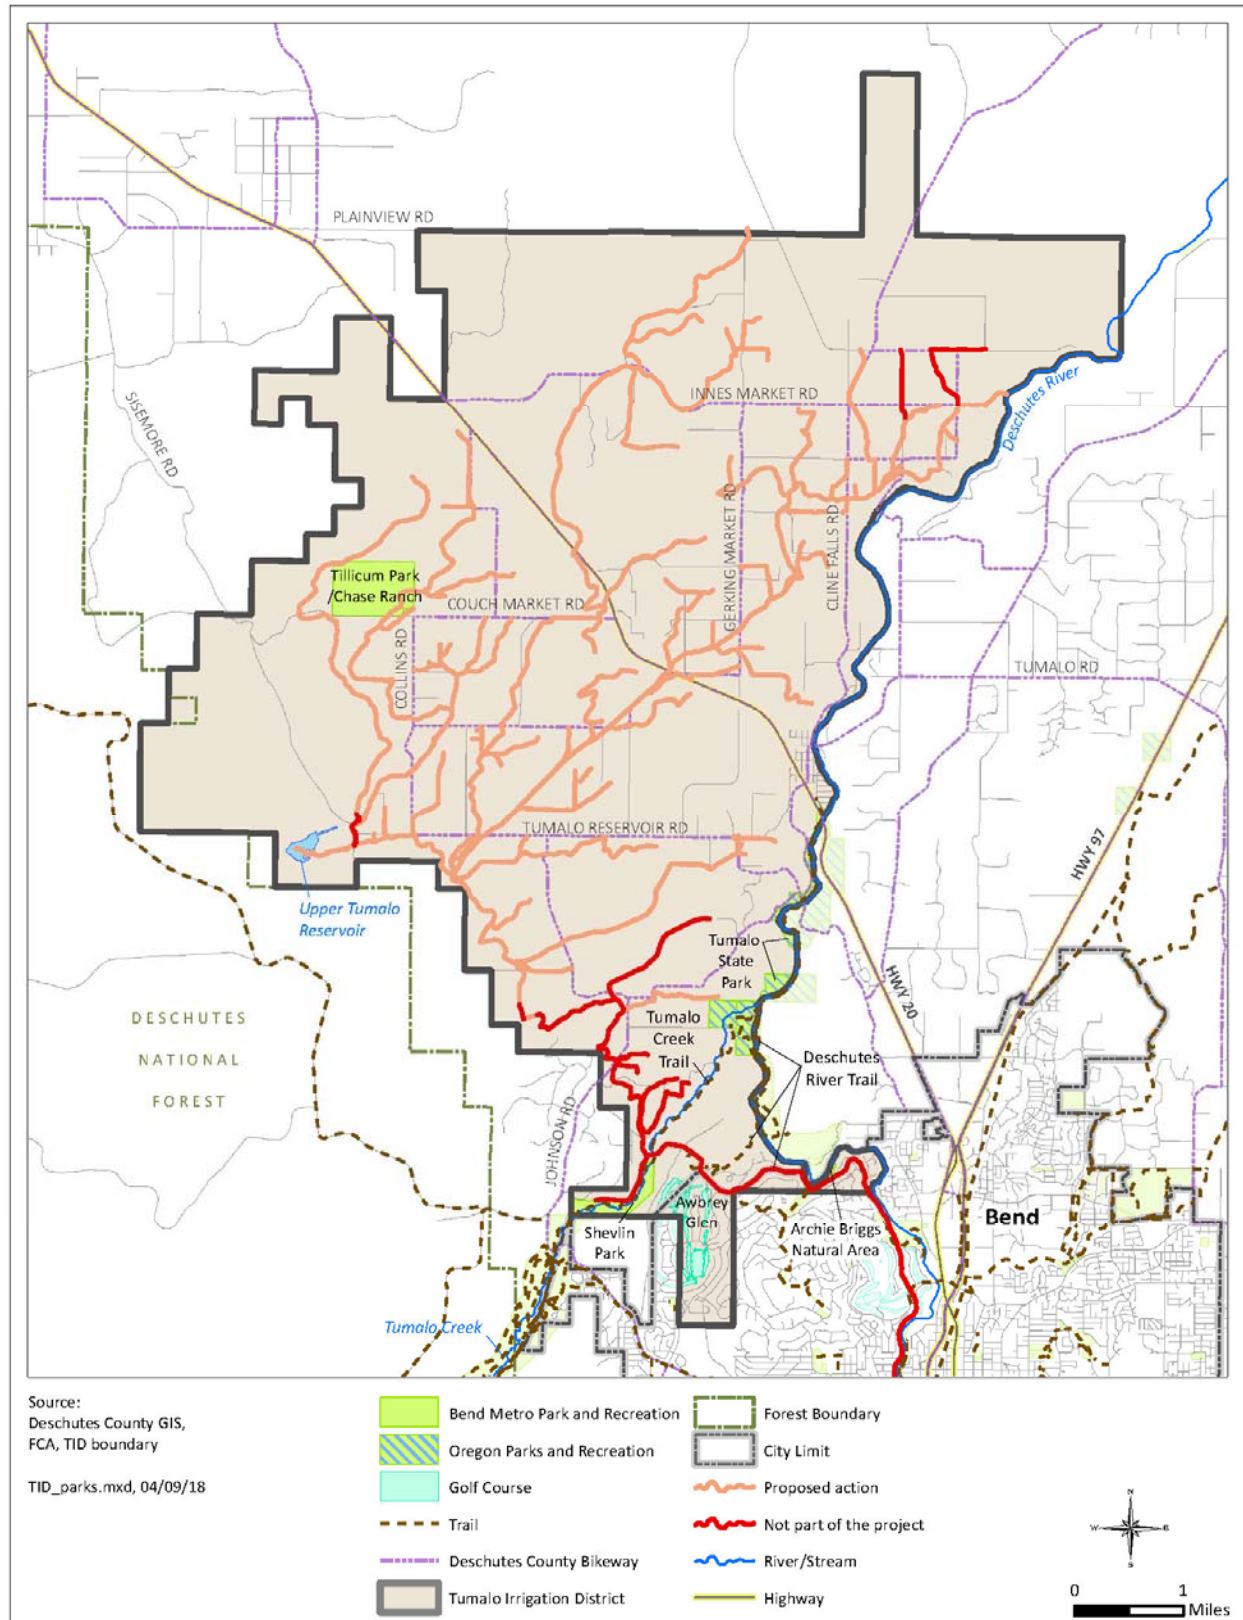 PLAINVIEW RD
SISEMORE RD
INNES MARKET RD
Deschutes River
GERKING MARKET RD
CLINE FALLS RD
Tillicum Park
/Chase Ranch
COUCH MARKET RD
COLLINS RD
TUMALO RD
HWY 97
TUMALO RESERVOIR RD
Upper Tumalo
Reservoir
Tumalo
State
Park
HWY 20
DESCHUTES
NATIONAL
FOREST
Tumalo
Creek
Trail
Deschutes
River Trail
JOHNSON RD
Awbrey
Glen
Shevlin
Park
Archie Briggs
Natural Area
Bend
Tumalo Creek
Source:
Deschutes County GIS,
FCA, TID boundary
TID_parks.mxd, 04/09/18
Bend Metro Park and Recreation
Oregon Parks and Recreation
Golf Course
Trail
Deschutes County Bikeway
Tumalo Irrigation District
Forest Boundary
City Limit
Proposed action
Not part of the project
River/Stream
Highway
N
W E
S
0 1
Miles